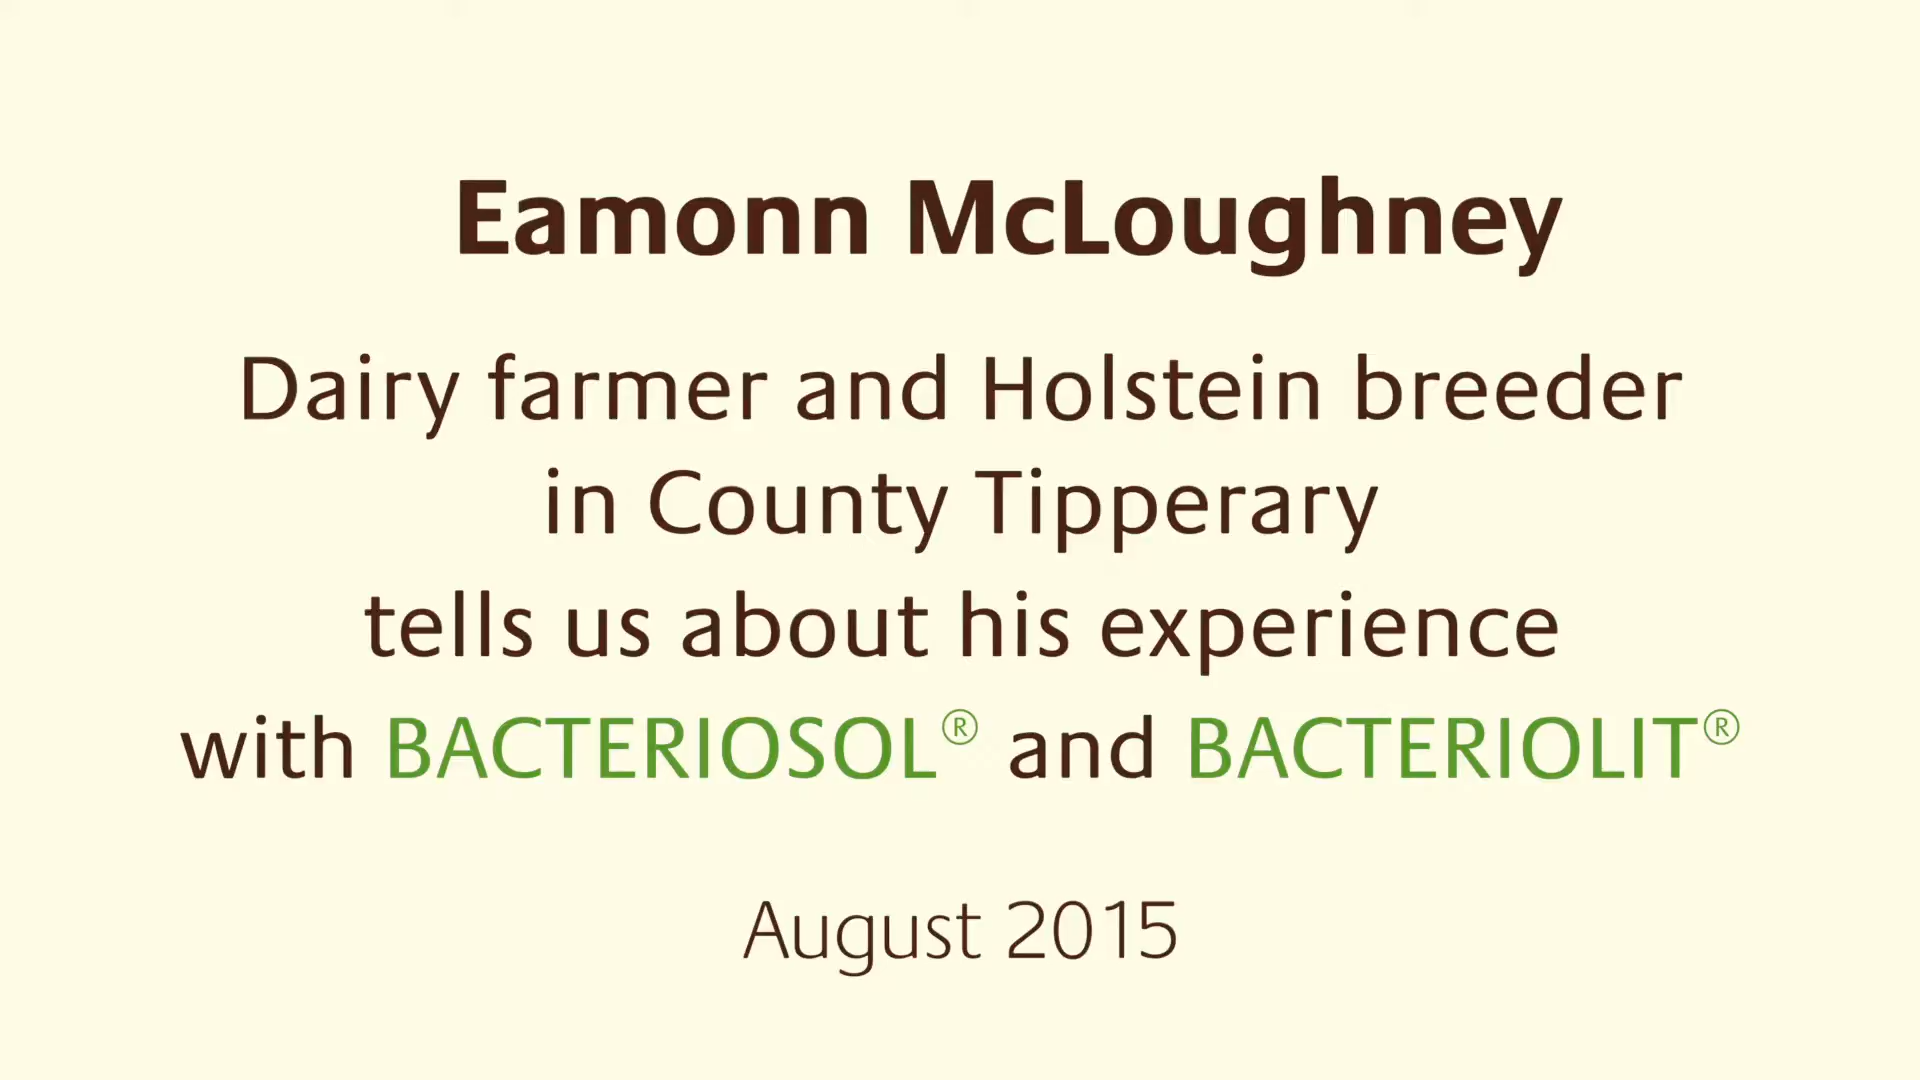 Eamonn McLoughney
Dairy farmer and Holstein breeder
in County Tipperary
tells us about his experience
with BACTERIOSOL® and BACTERIOLIT®
August 2015